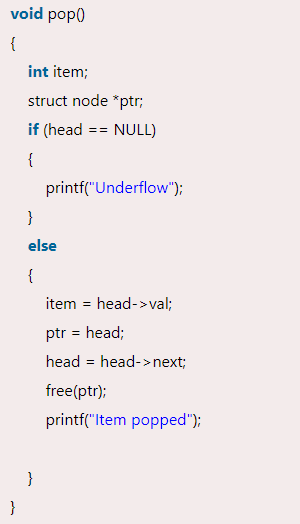 void pop()
{
int item;
struct node *ptr;
if (head == NULL)
{
printf("Underflow");
}
else
{
item = head->val;
ptr = head;
head = head->next;
free(ptr);
printf("Item popped");
}
}